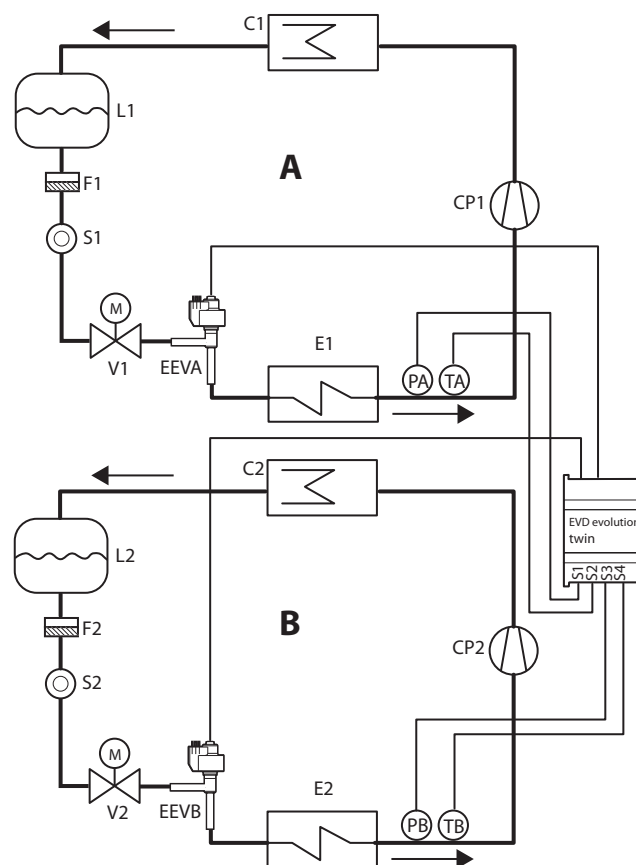 C1
L1
A
F1
CP1
S1
M
V1
EEVA
E1
PA
TA
C2
EVD evolution
twin
L2
S1
S2
S3
S4
F2
B
CP2
S2
M
V2
EEVB
E2
PB
TB